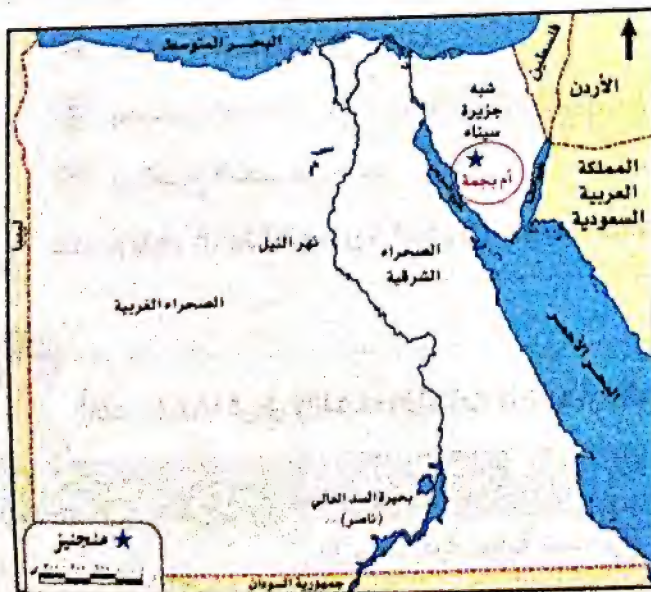 البحر المتوسط
فلسطين
الأردن
شبه
جزيرة
سيناء
أم بجمة
المملكة
العربية
السعودية
ليبيا
نهر النيل
الصحراء
الشرقية
الصحراء الغربية
البحر الأحمر
بحيرة السد العالي
(ناصر)
منجنيز
جمهورية السودان